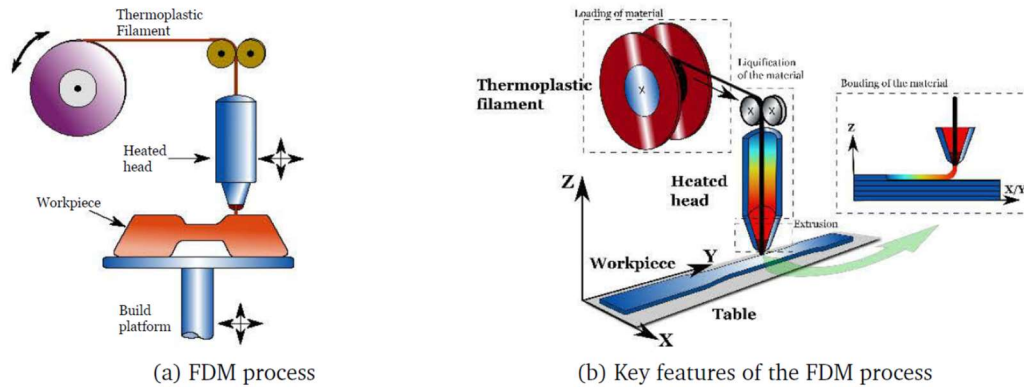 Thermoplastic
Filament
Heated
head
Workpiece
Build
platform
(a) FDM process
Loading of material
Thermoplastic
filament
Liquification
of the material
X
X
X
Heated
head
Extrusion
Z
Workpiece
Y
Table
X
Bonding of the material
Z
X/Y
(b) Key features of the FDM process